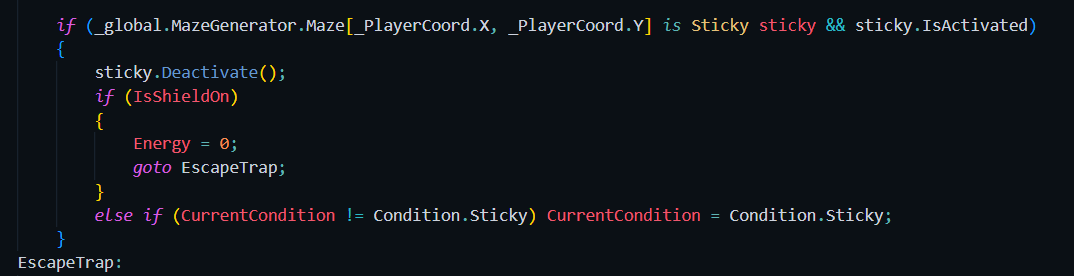 if (_global.MazeGenerator.Maze[_PlayerCoord.X, _PlayerCoord.Y] is Sticky sticky && sticky.IsActivated)
{
sticky.Deactivate();
if (IsShieldOn)
{
Energy = 0;
goto EscapeTrap;
}
else if (CurrentCondition != Condition.Sticky) CurrentCondition = Condition.Sticky;
}
EscapeTrap: